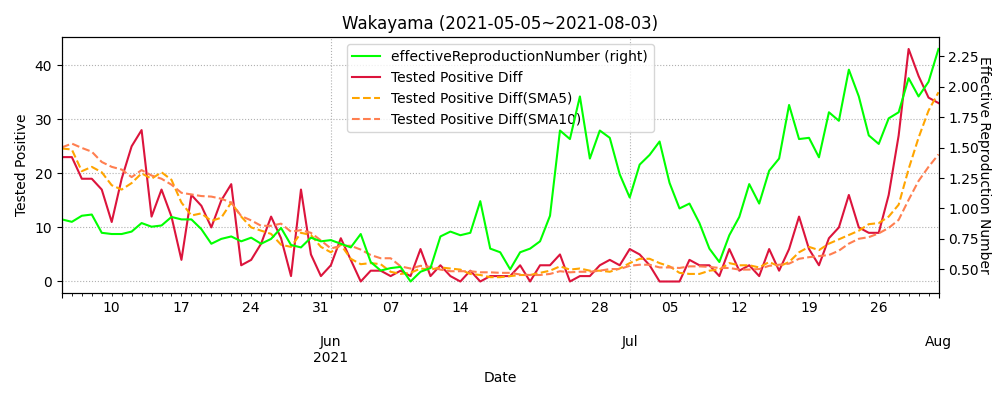 Wakayama (2021-05-05~2021-08-03)
effectiveReproductionNumber (right)
Tested Positive Diff
Tested Positive Diff(SMA5)
Tested Positive Diff(SMA10)
Tested Positive
40
30
20
10
0
2.25
2.00
1.75
1.50
1.25
1.00
0.75
0.50
Effective Reproduction Number
10 17 24 31 07 14 21 28 05 12 19 26
Jun Jul Aug
2021
Date